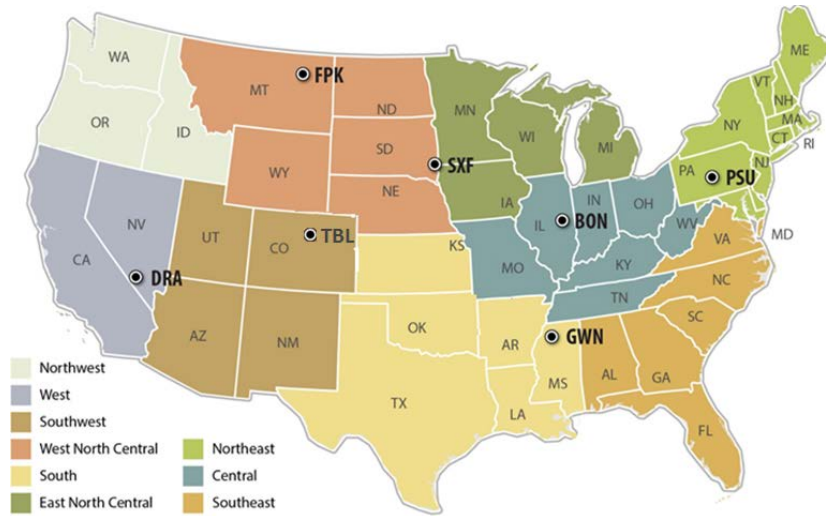 WA
ME
MT
FPK
ND
MN
VT
NH
OR
ID
WI
NY
MA
SD
MI
CT
RI
WY
SXF
PA
PSU
NJ
NE
IA
OH
NV
UT
CO
TBL
IL
IN
BON
WV
MD
KS
VA
CA
MO
KY
DRA
NC
TN
OK
AZ
NM
AR
GWN
SC
MS
AL
GA
TX
LA
FL
Northwest
West
Southwest
West North Central
Northeast
South
Central
East North Central
Southeast